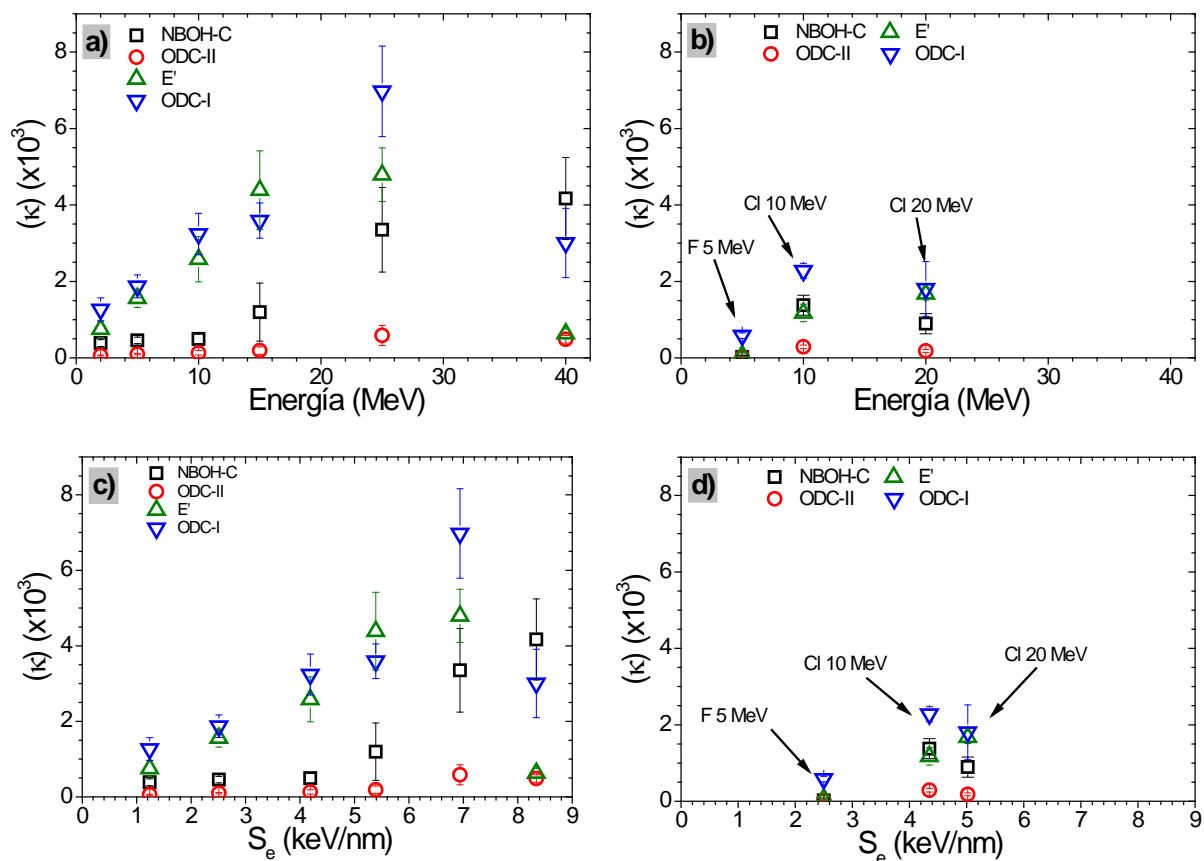 a)
NBOH-C
ODC-II
E'
ODC-I
(κ) (x10³)
8
6
4
2
0
0 10 20 30 40
Energía (MeV)
b)
NBOH-C E'
ODC-II ODC-I
Cl 10 MeV
Cl 20 MeV
F 5 MeV
(κ) (x10³)
8
6
4
2
0
0 10 20 30 40
Energía (MeV)
c)
NBOH-C
ODC-II
E'
ODC-I
(κ) (x10³)
8
6
4
2
0
0 1 2 3 4 5 6 7 8 9
Sₑ (keV/nm)
d)
NBOH-C E'
ODC-II ODC-I
Cl 10 MeV
Cl 20 MeV
F 5 MeV
(κ) (x10³)
8
6
4
2
0
0 1 2 3 4 5 6 7 8 9
Sₑ (keV/nm)